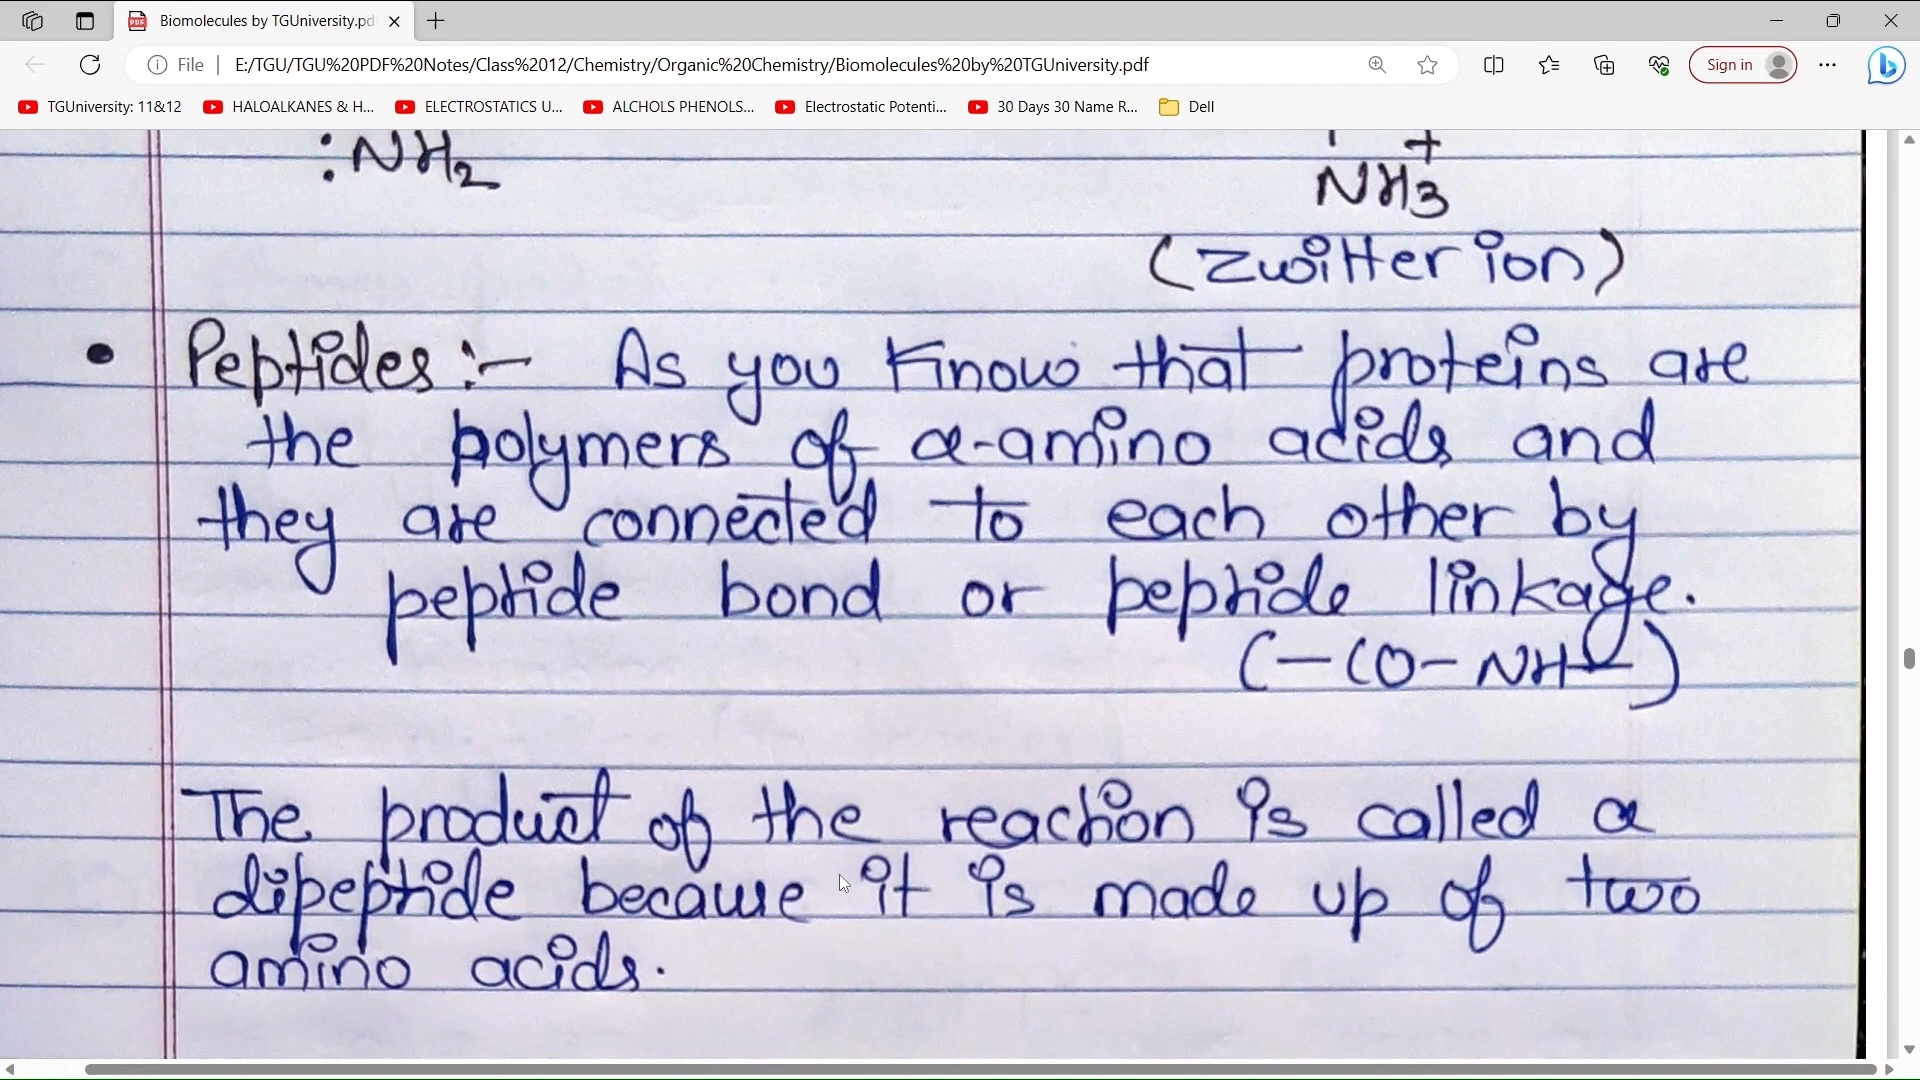 Biomolecules by TGUniversity.pd
File
E:/TGU/TGU%20PDF%20Notes/Class%2012/Chemistry/Organic%20Chemistry/Biomolecules%20by%20TGUniversity.pdf
Sign in
TGUniversity: 11&12
HALOALKANES & H...
ELECTROSTATICS U...
ALCHOLS PHENOLS...
Electrostatic Potenti...
30 Days 30 Name R...
Dell
:NH2
+
NH3
(Zwitter ion)
• Peptides :- As you know that proteins are
the polymers of α-amino acids and
they are connected to each other by
peptide bond or peptide linkage.
(-CO-NH-)
The product of the reaction is called a
dipeptide because it is made up of two
amino acids.